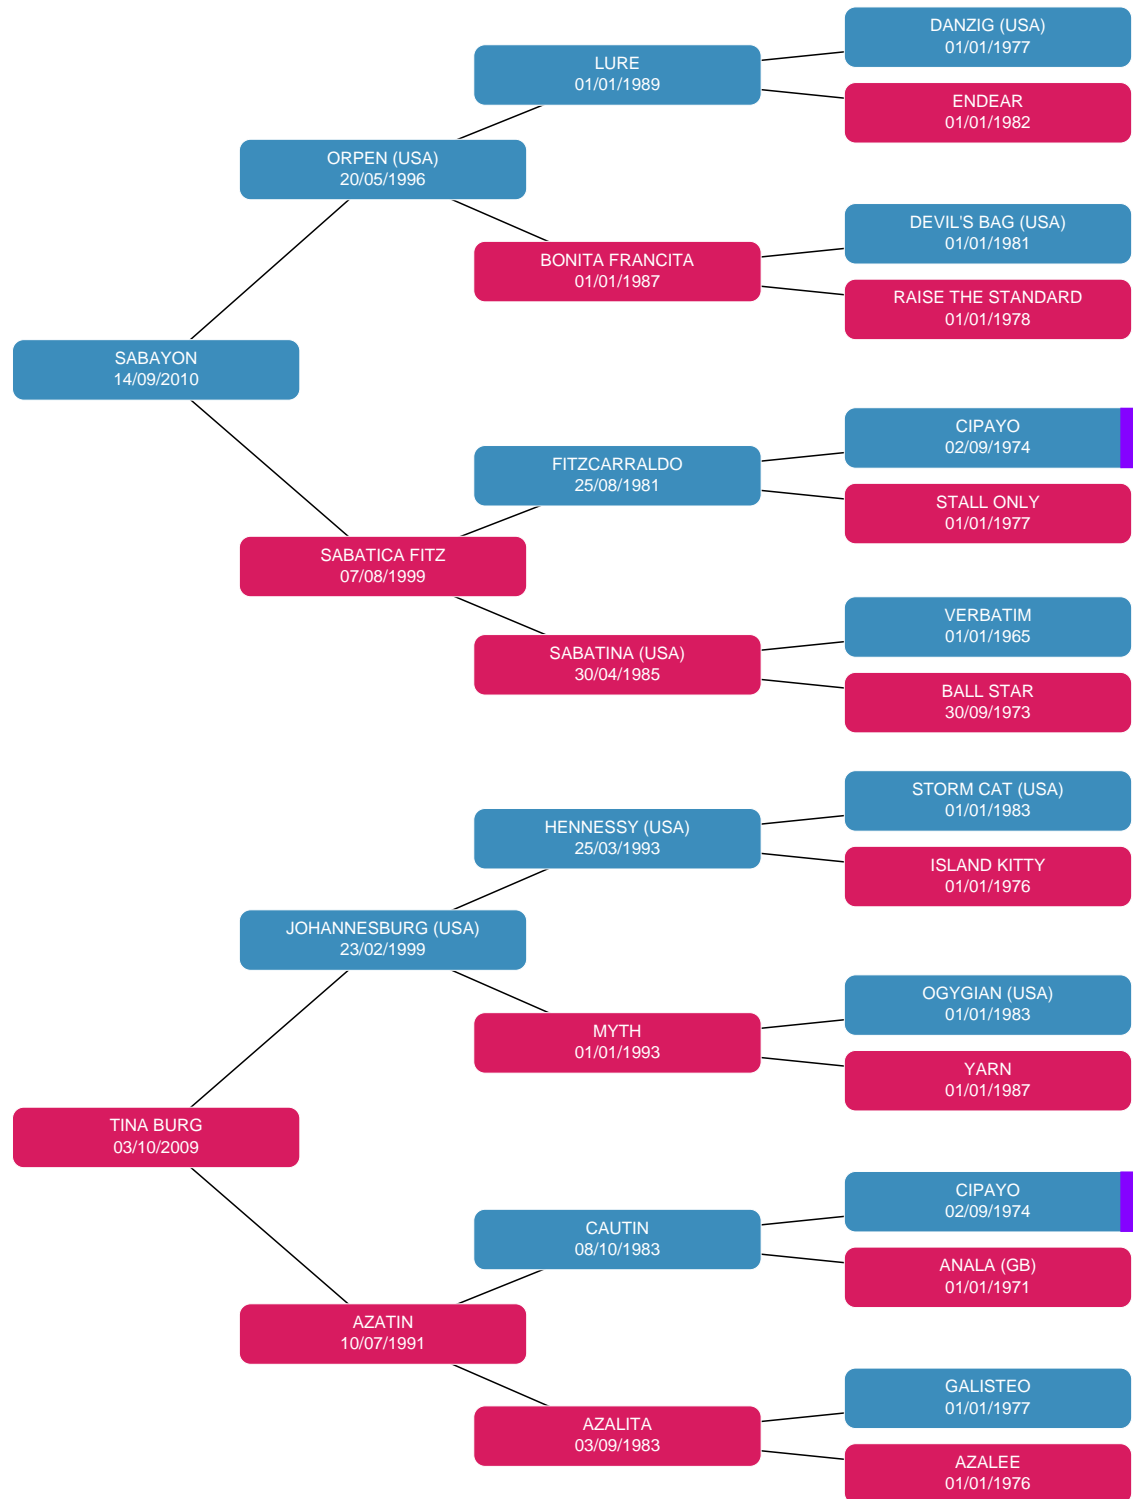 DANZIG (USA)
01/01/1977
LURE
01/01/1989
ENDEAR
01/01/1982
ORPEN (USA)
20/05/1996
DEVIL'S BAG (USA)
01/01/1981
BONITA FRANCITA
01/01/1987
RAISE THE STANDARD
01/01/1978
SABAYON
14/09/2010
CIPAYO
02/09/1974
FITZCARRALDO
25/08/1981
STALL ONLY
01/01/1977
SABATICA FITZ
07/08/1999
VERBATIM
01/01/1965
SABATINA (USA)
30/04/1985
BALL STAR
30/09/1973
STORM CAT (USA)
01/01/1983
HENNESSY (USA)
25/03/1993
ISLAND KITTY
01/01/1976
JOHANNESBURG (USA)
23/02/1999
OGYGIAN (USA)
01/01/1983
MYTH
01/01/1993
YARN
01/01/1987
TINA BURG
03/10/2009
CIPAYO
02/09/1974
CAUTIN
08/10/1983
ANALA (GB)
01/01/1971
AZATIN
10/07/1991
GALISTEO
01/01/1977
AZALITA
03/09/1983
AZALEE
01/01/1976